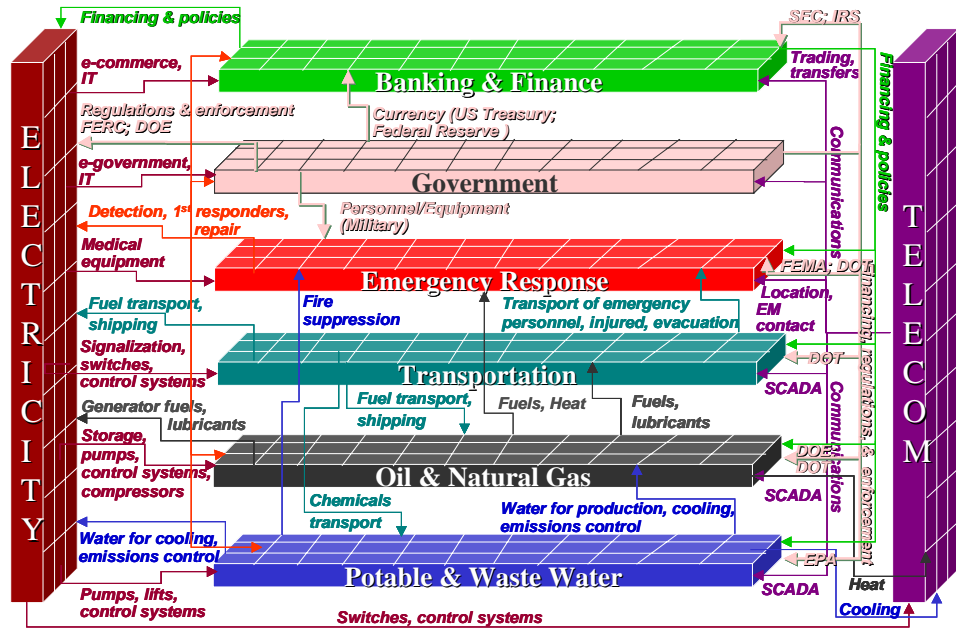 Financing & policies
SEC; IRS
e-commerce,
IT
Banking & Finance
Trading,
transfers
Financing & policies
Regulations & enforcement
FERC; DOE
Currency (US Treasury;
Federal Reserve )
Communications
e-government,
IT
Government
ELECTRICITY
TELECOM
Detection, 1st responders,
repair
Personnel/Equipment
(Military)
Medical
equipment
Emergency Response
FEMA; DOT
Financing, regulations, & enforcement
Fuel transport,
shipping
Fire
suppression
Transport of emergency
personnel, injured, evacuation
Location,
EM
contact
Signalization,
switches,
control systems
Transportation
DOT
SCADA
Generator fuels,
lubricants
Fuel transport,
shipping
Fuels, Heat
Fuels,
lubricants
Communications
Storage,
pumps,
control systems,
compressors
Oil & Natural Gas
DOE
DOT
SCADA
Chemicals
transport
Water for production, cooling,
emissions control
Water for cooling,
emissions control
EPA
Potable & Waste Water
SCADA
Heat
Pumps, lifts,
control systems
Cooling
Switches, control systems